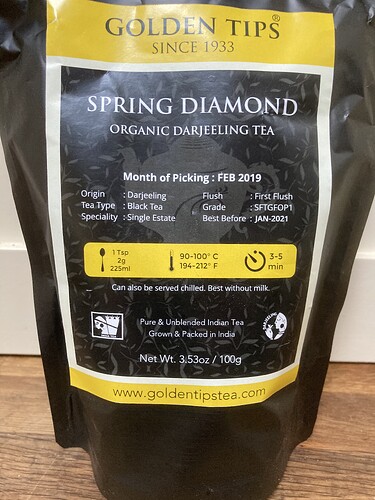 GOLDEN TIPS®
SINCE 1933
SPRING DIAMOND
ORGANIC DARJEELING TEA
Month of Picking : FEB 2019
Origin : Darjeeling Flush : First Flush
Tea Type : Black Tea Grade : SFTGFOP1
Speciality : Single Estate Best Before : JAN-2021
1 Tsp
2g
225ml
90-100° C
194-212° F
3-5
min
Can also be served chilled. Best without milk.
Pure & Unblended Indian Tea
Grown & Packed in India
DARJEELING
Net Wt. 3.53oz / 100g
www.goldentipstea.com